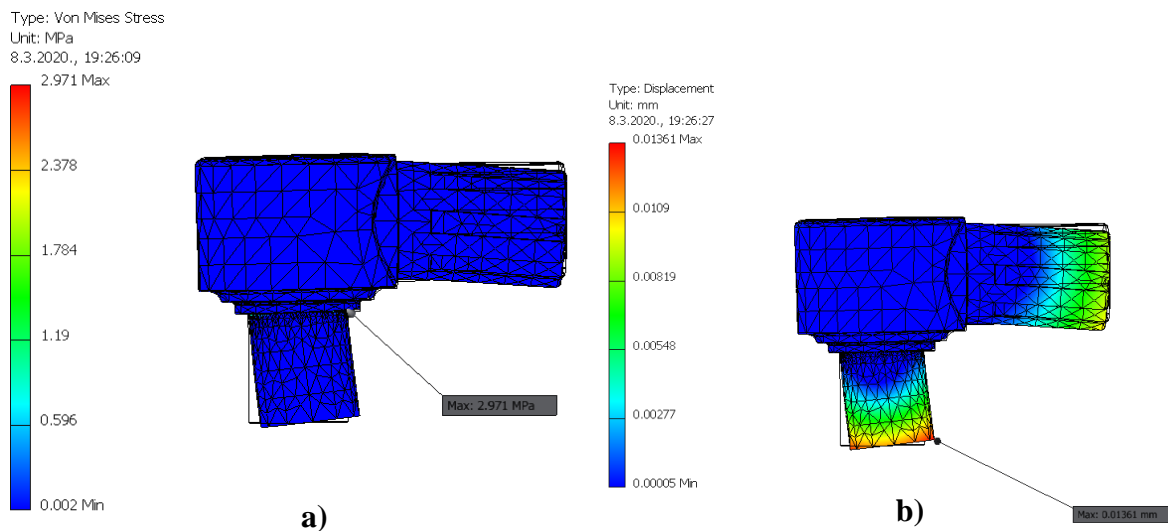 Type: Von Mises Stress
Unit: MPa
8.3.2020., 19:26:09
2.971 Max
2.378
1.784
1.19
0.596
0.002 Min
Max: 2.971 MPa
a)
Type: Displacement
Unit: mm
8.3.2020., 19:26:27
0.01361 Max
0.0109
0.00819
0.00548
0.00277
0.00005 Min
Max: 0.01361 mm
b)